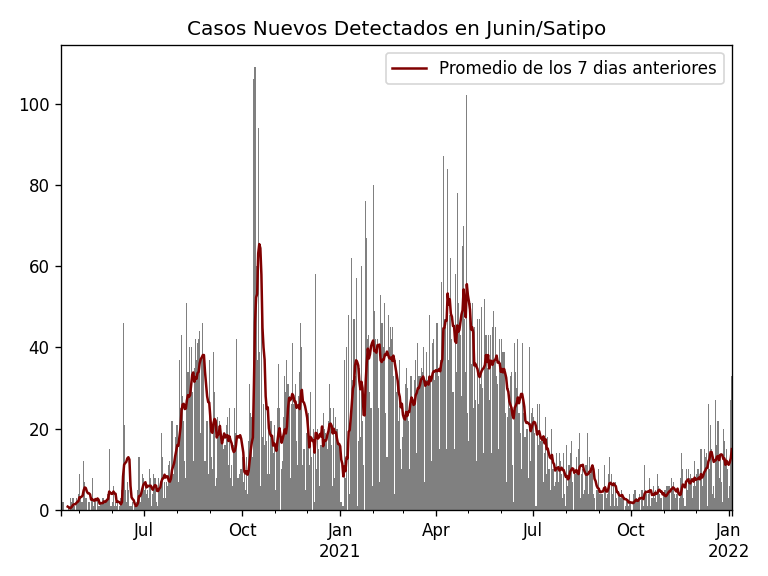 Casos Nuevos Detectados en Junin/Satipo
Promedio de los 7 dias anteriores
100
80
60
40
20
0
Jul Oct Jan Apr Jul Oct Jan
2021 2022